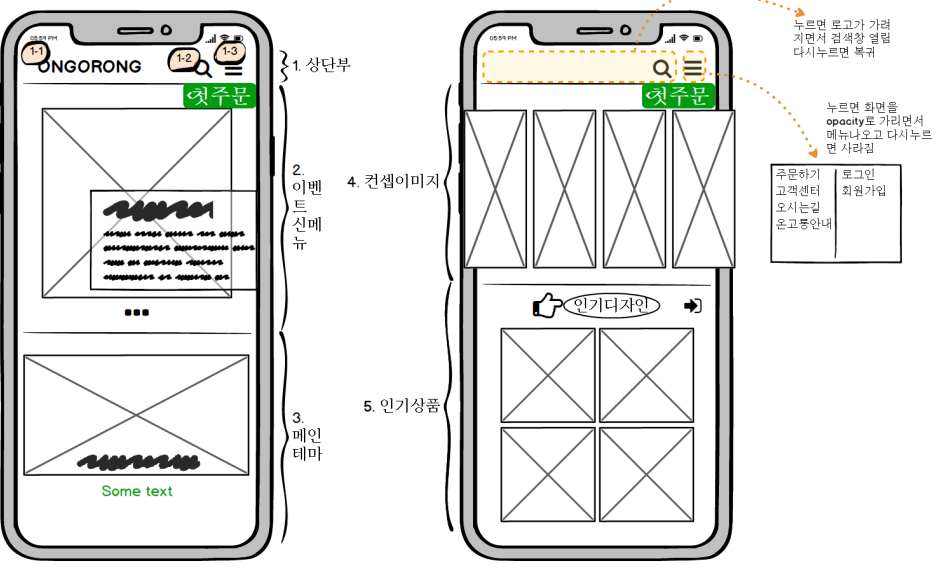 05:59 PM
1-1
1-2
1-3
ONGORONG
1. 상단부
첫주문
2.
이벤
트
신메
뉴
3.
메인
테마
Some text
05:59 PM
첫주문
4. 컨셉이미지
인기디자인
5. 인기상품
누르면 로고가 가려
지면서 검색창 열림
다시누르면 복귀
누르면 화면을
opacity로 가리면서
메뉴나오고 다시누르
면 사라짐
주문하기
고객센터
오시는길
온고롱안내
로그인
회원가입